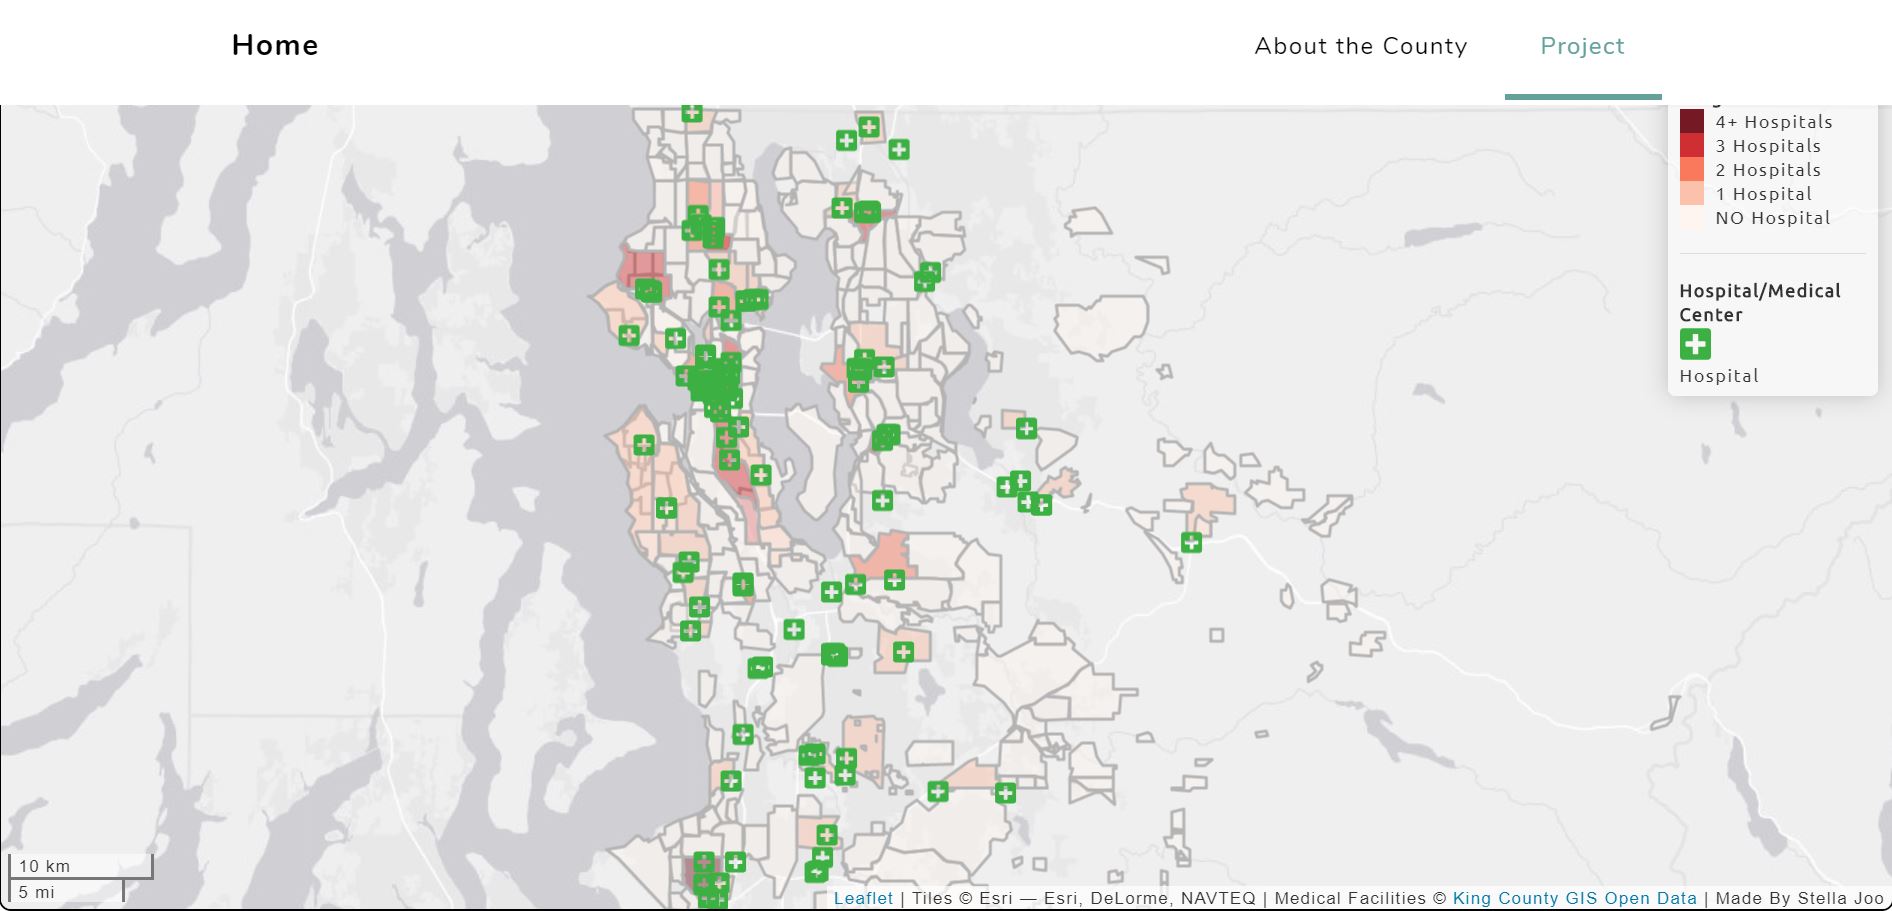 Home
About the County
Project
4+ Hospitals
3 Hospitals
2 Hospitals
1 Hospital
NO Hospital
Hospital/Medical
Center
Hospital
10 km
5 mi
Leaflet | Tiles © Esri — Esri, DeLorme, NAVTEQ | Medical Facilities © King County GIS Open Data | Made By Stella Joo